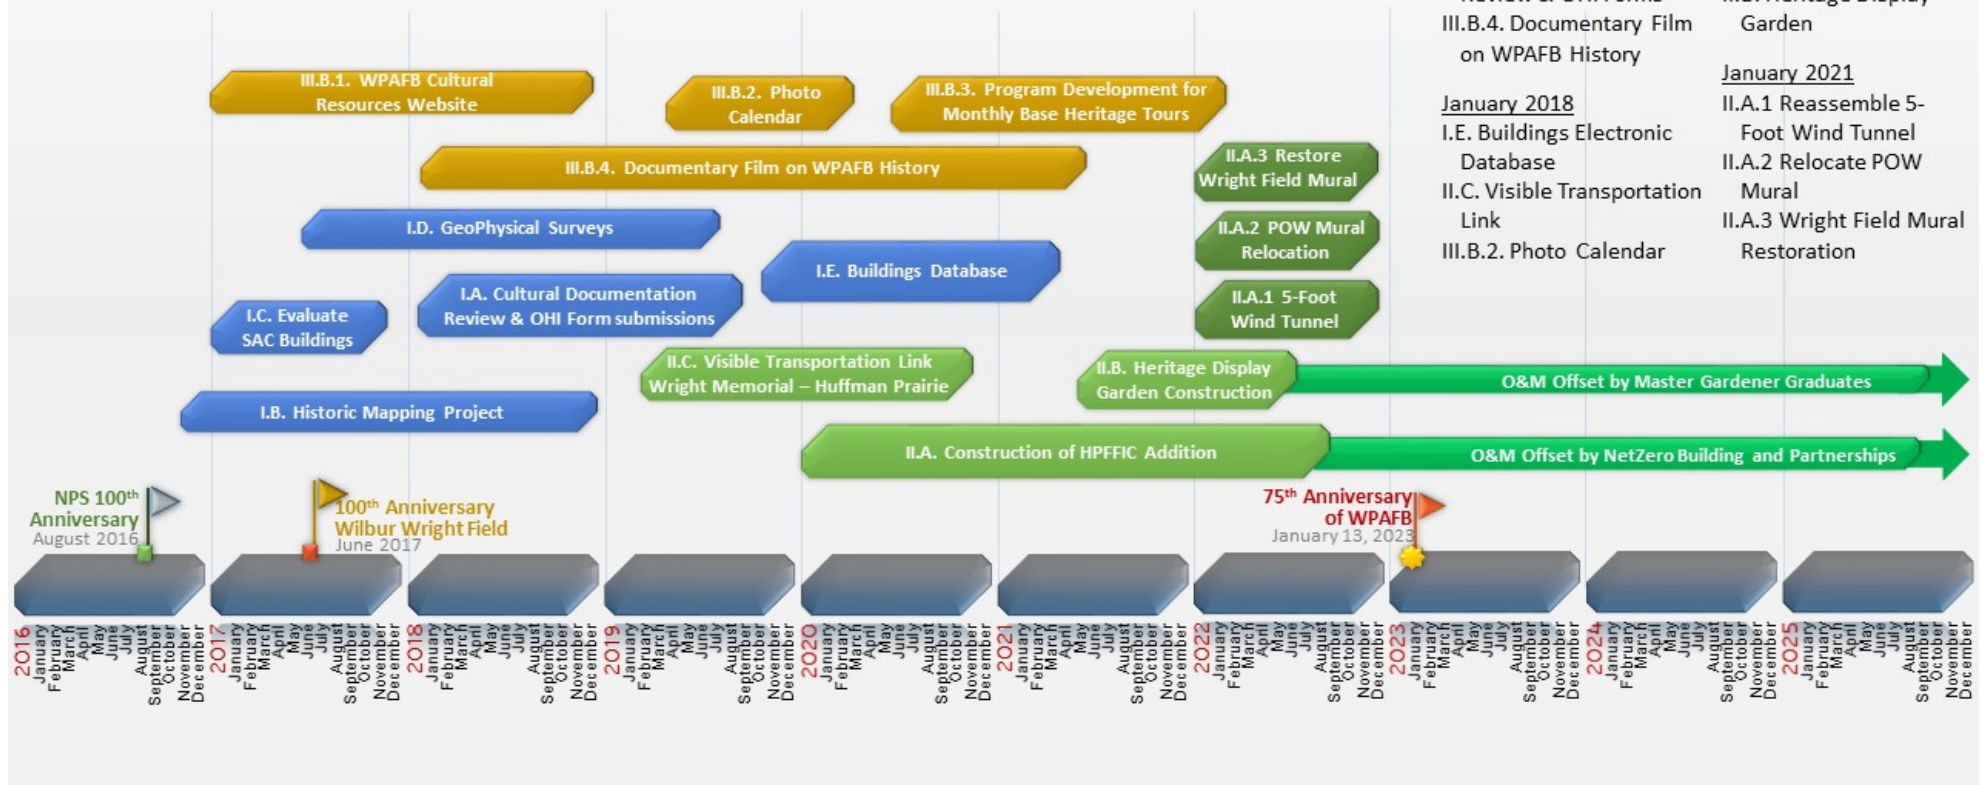 III.B.4. Documentary Film
on WPAFB History
January 2018
I.E. Buildings Electronic
Database
II.C. Visible Transportation
Link
III.B.2. Photo Calendar
Garden
January 2021
II.A.1 Reassemble 5-
Foot Wind Tunnel
II.A.2 Relocate POW
Mural
II.A.3 Wright Field Mural
Restoration
III.B.1. WPAFB Cultural
Resources Website
III.B.2. Photo
Calendar
III.B.3. Program Development for
Monthly Base Heritage Tours
III.B.4. Documentary Film on WPAFB History
II.A.3 Restore
Wright Field Mural
I.D. GeoPhysical Surveys
II.A.2 POW Mural
Relocation
I.E. Buildings Database
I.A. Cultural Documentation
Review & OHI Form submissions
I.C. Evaluate
SAC Buildings
II.A.1 5-Foot
Wind Tunnel
II.C. Visible Transportation Link
Wright Memorial – Huffman Prairie
II.B. Heritage Display
Garden Construction
O&M Offset by Master Gardener Graduates
I.B. Historic Mapping Project
II.A. Construction of HPFFIC Addition
O&M Offset by NetZero Building and Partnerships
NPS 100th
Anniversary
August 2016
100th Anniversary
Wilbur Wright Field
June 2017
75th Anniversary
of WPAFB
January 13, 2023
2016
January
February
March
April
May
June
July
August
September
October
November
December
2017
January
February
March
April
May
June
July
August
September
October
November
December
2018
January
February
March
April
May
June
July
August
September
October
November
December
2019
January
February
March
April
May
June
July
August
September
October
November
December
2020
January
February
March
April
May
June
July
August
September
October
November
December
2021
January
February
March
April
May
June
July
August
September
October
November
December
2022
January
February
March
April
May
June
July
August
September
October
November
December
2023
January
February
March
April
May
June
July
August
September
October
November
December
2024
January
February
March
April
May
June
July
August
September
October
November
December
2025
January
February
March
April
May
June
July
August
September
October
November
December